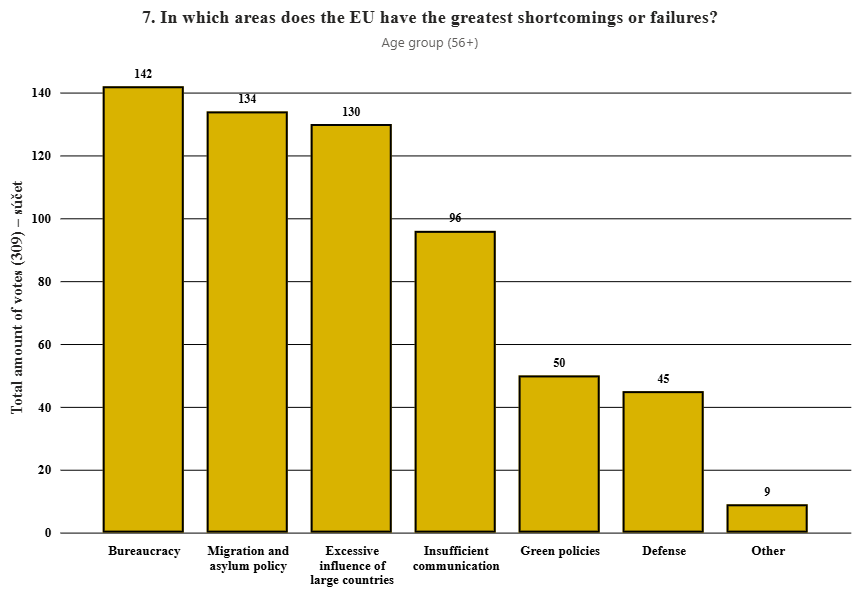 7. In which areas does the EU have the greatest shortcomings or failures?
Age group (56+)
Total amount of votes (309) – súčet
140
120
100
80
60
40
20
0
142
134
130
96
50
45
9
Bureaucracy
Migration and
asylum policy
Excessive
influence of
large countries
Insufficient
communication
Green policies
Defense
Other